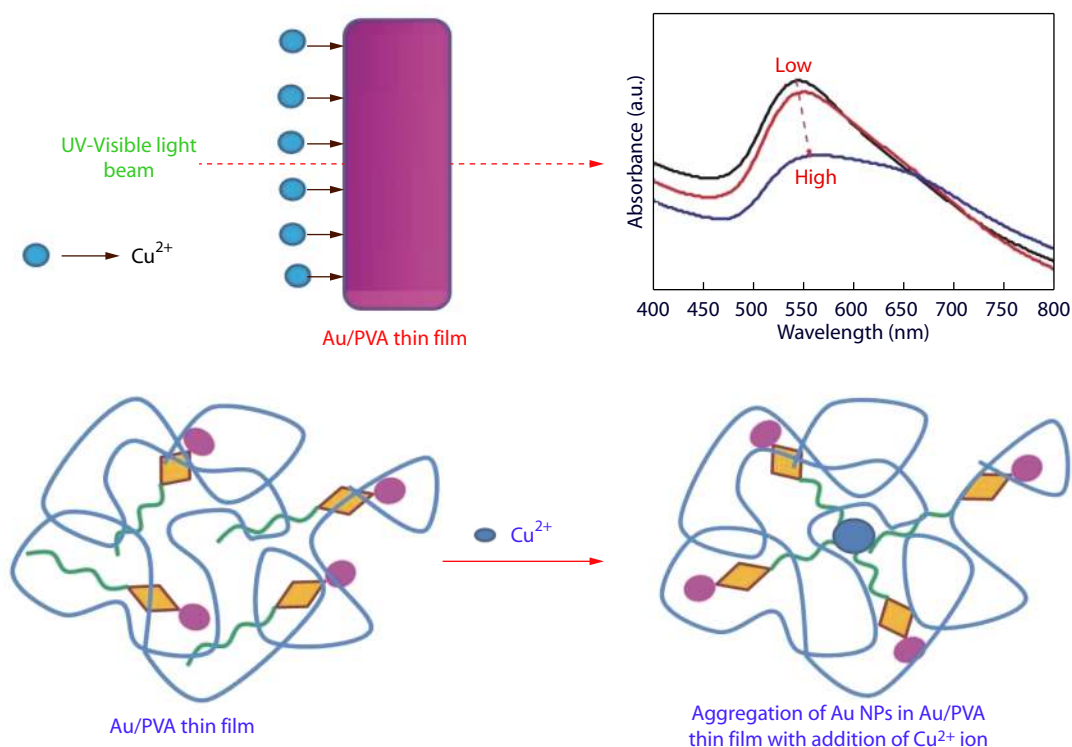 UV-Visible light
beam
Cu²⁺
Au/PVA thin film
Absorbance (a.u.)
Low
High
400 450 500 550 600 650 700 750 800
Wavelength (nm)
Cu²⁺
Au/PVA thin film
Aggregation of Au NPs in Au/PVA
thin film with addition of Cu²⁺ ion